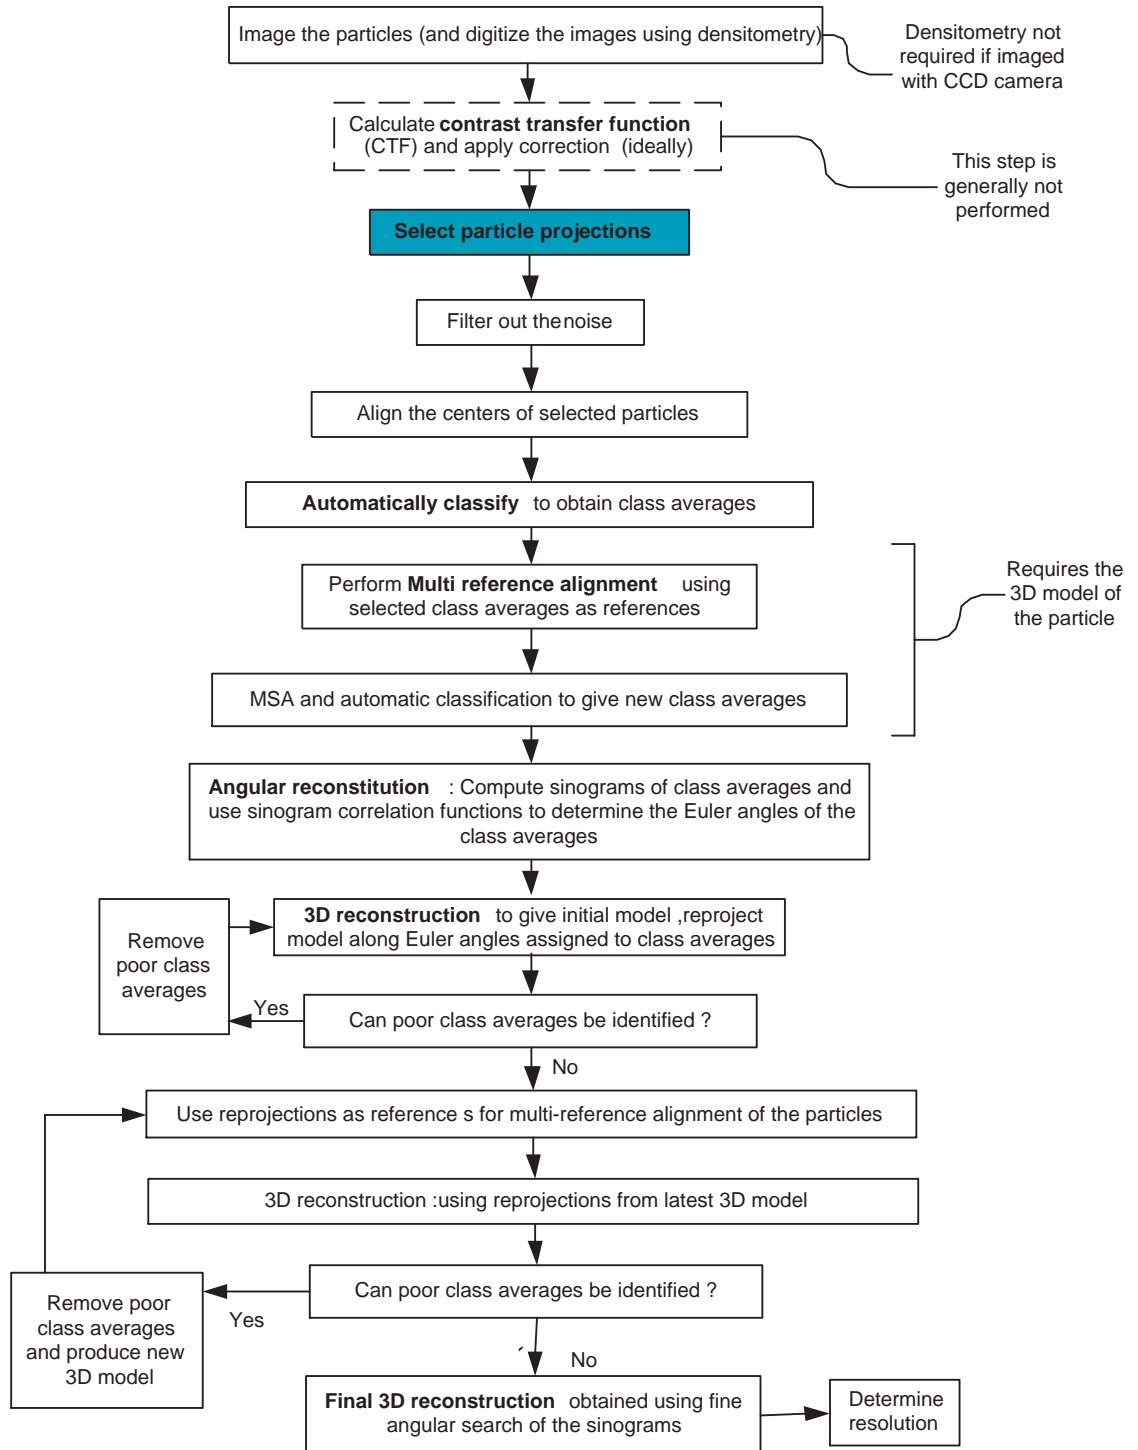 Image the particles (and digitize the images using densitometry)
Densitometry not
required if imaged
with CCD camera
Calculate contrast transfer function
(CTF) and apply correction (ideally)
This step is
generally not
performed
Select particle projections
Filter out thenoise
Align the centers of selected particles
Automatically classify to obtain class averages
Perform Multi reference alignment using
selected class averages as references
Requires the
3D model of
the particle
MSA and automatic classification to give new class averages
Angular reconstitution : Compute sinograms of class averages and
use sinogram correlation functions to determine the Euler angles of the
class averages
3D reconstruction to give initial model ,reproject
model along Euler angles assigned to class averages
Remove
poor class
averages
Yes
Can poor class averages be identified ?
No
Use reprojections as reference s for multi-reference alignment of the particles
3D reconstruction :using reprojections from latest 3D model
Can poor class averages be identified ?
Yes
Remove poor
class averages
and produce new
3D model
No
Final 3D reconstruction obtained using fine
angular search of the sinograms
Determine
resolution